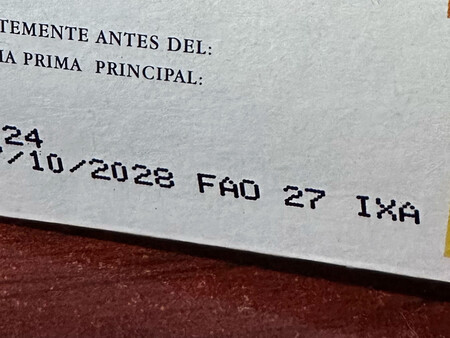 TEMENTE ANTES DEL:
IA PRIMA PRINCIPAL:
24
/10/2028 FAO 27 IXA